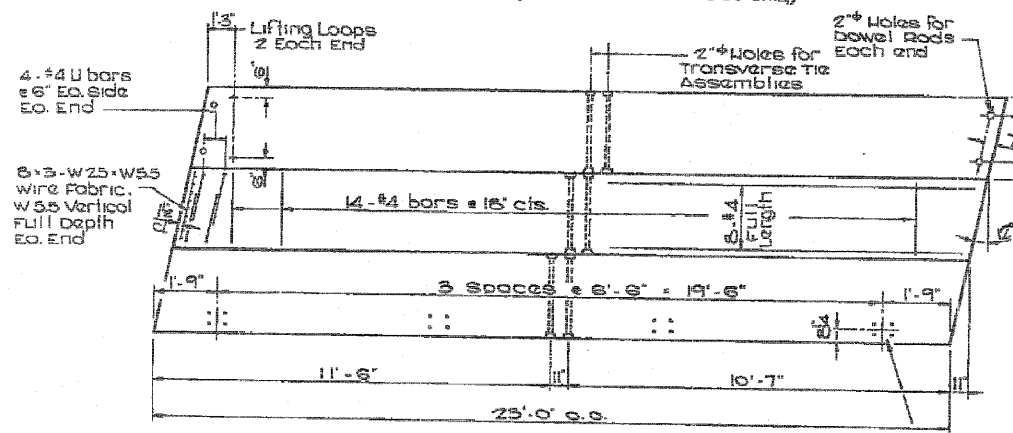 1'-3"
Lifting Loops
2 Each End
2"ϕ Holes for
Dowel Rods
Each end
2"ϕ Holes for
Transverse Tie
Assemblies
4-#4 U bars
@ 6" Ea. Side
Ea. End
8×3-W2.5×W5.5
Wire Fabric.
W5.5 Vertical
Full Depth
Ea. End
14-#4 bars @ 18" cts.
8-#4
Full
Length
1'-9"
3 Spaces @ 6'-6" = 19'-6"
1'-9"
11'-6"
11"
10'-7"
11"
23'-0" o.o.